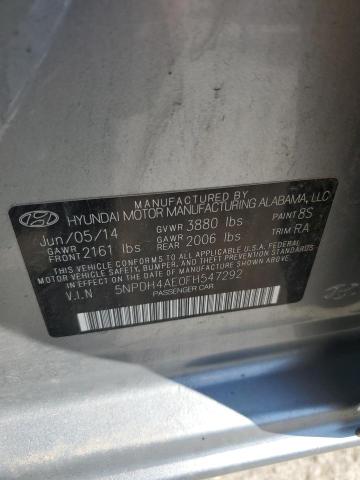 MANUFACTURED BY
HYUNDAI MOTOR MANUFACTURING ALABAMA, LLC
Jun/05/14 GVWR 3880 lbs PAINT 8S
GAWR FRONT 2161 lbs GAWR REAR 2006 lbs TRIM RA
THIS VEHICLE CONFORMS TO ALL APPLICABLE U.S.A. FEDERAL
MOTOR VEHICLE SAFETY, BUMPER, AND THEFT PREVENTION STANDARDS
IN EFFECT ON THE DATE OF MANUFACTURE SHOWN ABOVE.
V.I.N 5NPDH4AE0FH547292
PASSENGER CAR